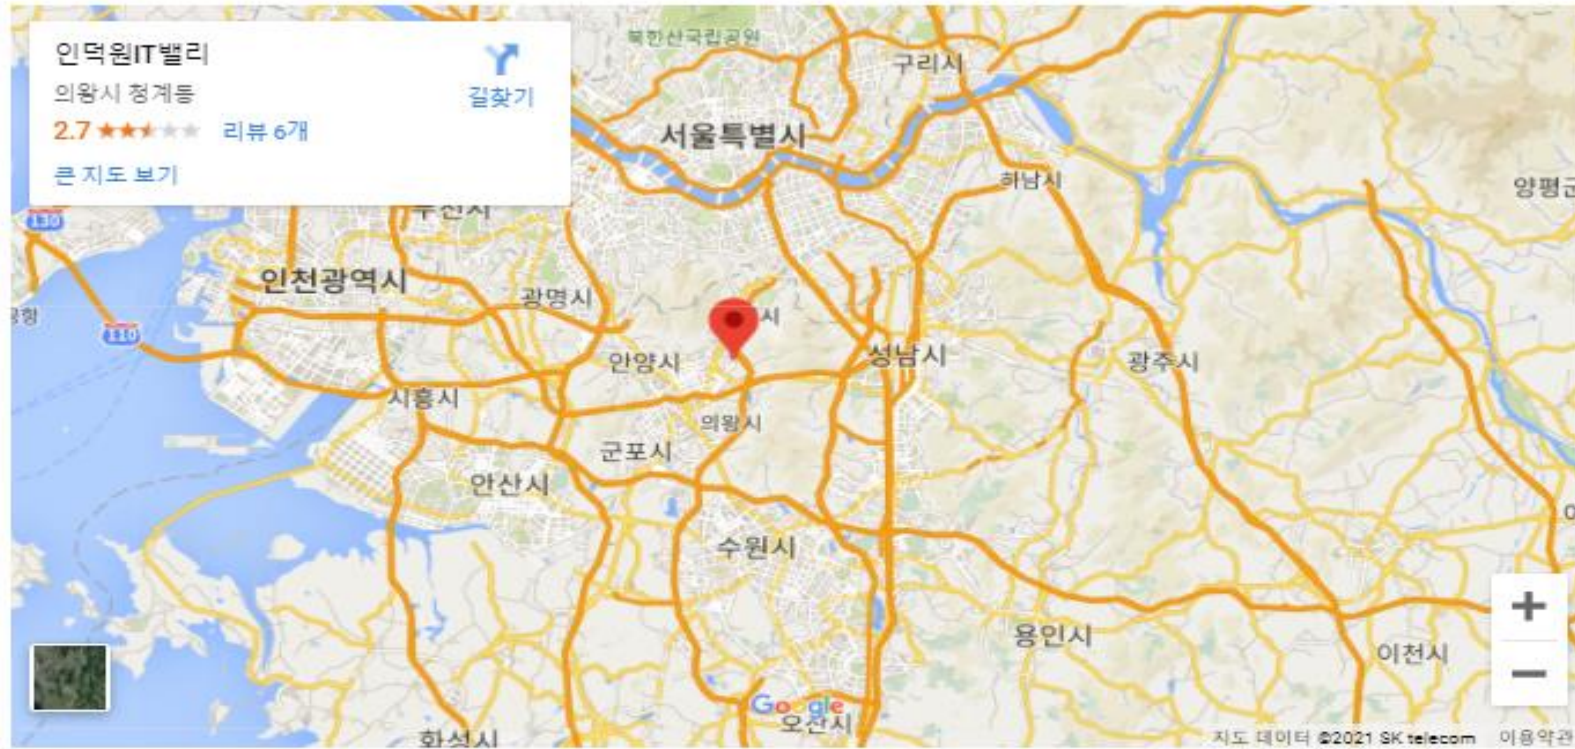 인덕원IT밸리
의왕시 청계동
2.7
리뷰 6개
큰 지도 보기
길찾기
북한산국립공원
구리시
서울특별시
하남시
양평군
130
인천광역시
광명시
시
110
안양시
성남시
광주시
시흥시
의왕시
군포시
안산시
수원시
용인시
이천시
Google
오산시
화성시
지도 데이터 ©2021 SK telecom
이용약관